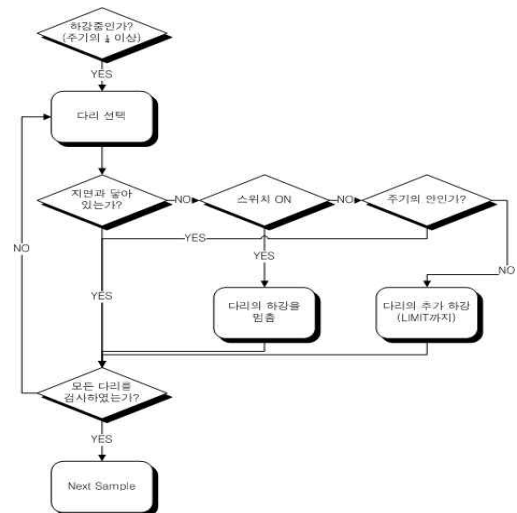 하강중인가?
(주기의 이상)
YES
다리 선택
지면과 닿아
있는가?
NO
스위치 ON
NO
주기의 안인가?
YES
NO
NO
YES
YES
다리의 하강을
멈춤
다리의 추가 하강
(LIMIT까지)
모든 다리를
검사하였는가?
YES
Next Sample